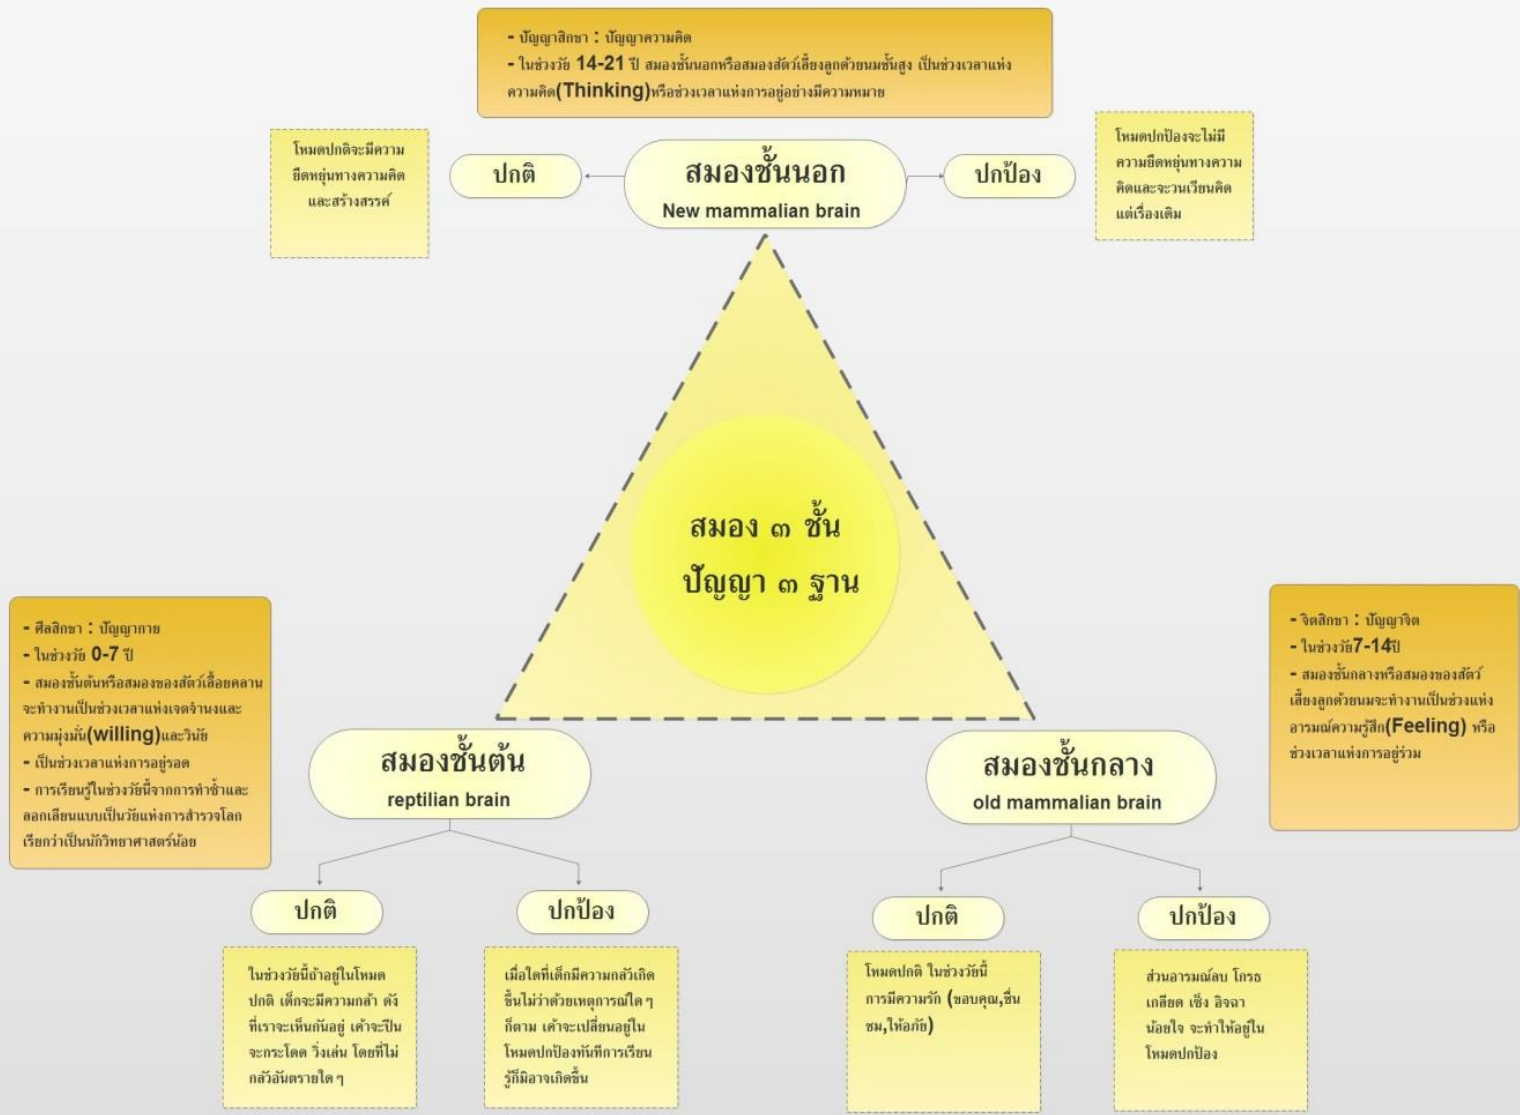 - ปัญญาสิกขา : ปัญญาความคิด
- ในช่วงวัย 14-21 ปี สมองชั้นนอกหรือสมองสัตว์เลี้ยงลูกด้วยนมชั้นสูง เป็นช่วงเวลาแห่ง
ความคิด(Thinking)หรือช่วงเวลาแห่งการอยู่อย่างมีความหมาย
โหมดปกติจะมีความ
ยืดหยุ่นทางความคิด
และสร้างสรรค์
ปกติ
สมองชั้นนอก
New mammalian brain
ปกป้อง
โหมดปกป้องจะไม่มี
ความยืดหยุ่นทางความ
คิดและจะวนเวียนคิด
แต่เรื่องเดิม
สมอง ๓ ชั้น
ปัญญา ๓ ฐาน
- ศีลสิกขา : ปัญญากาย
- ในช่วงวัย 0-7 ปี
- สมองชั้นต้นหรือสมองของสัตว์เลื้อยคลาน
จะทำงานเป็นช่วงเวลาแห่งเจตจำนงและ
ความมุ่งมั่น(willing)และวินัย
- เป็นช่วงเวลาแห่งการอยู่รอด
- การเรียนรู้ในช่วงวัยนี้จากการทำซ้ำและ
ลอกเลียนแบบเป็นวัยแห่งการสำรวจโลก
เรียกว่าเป็นนักวิทยาศาสตร์น้อย
สมองชั้นต้น
reptilian brain
ปกติ
ในช่วงวัยนี้ถ้าอยู่ในโหมด
ปกติ เด็กจะมีความกล้า ดัง
ที่เราจะเห็นกันอยู่ เค้าจะปีน
จะกระโดด วิ่งเล่น โดยที่ไม่
กลัวอันตรายใด ๆ
ปกป้อง
เมื่อใดที่เด็กมีความกลัวเกิด
ขึ้นไม่ว่าด้วยเหตุการณ์ใด ๆ
ก็ตาม เค้าจะเปลี่ยนอยู่ใน
โหมดปกป้องทันทีการเรียน
รู้ก็มิอาจเกิดขึ้น
- จิตสิกขา : ปัญญาจิต
- ในช่วงวัย7-14ปี
- สมองชั้นกลางหรือสมองของสัตว์
เลี้ยงลูกด้วยนมจะทำงานเป็นช่วงแห่ง
อารมณ์ความรู้สึก(Feeling) หรือ
ช่วงเวลาแห่งการอยู่ร่วม
สมองชั้นกลาง
old mammalian brain
ปกติ
โหมดปกติ ในช่วงวัยนี้
การมีความรัก (ขอบคุณ,ชื่น
ชม,ให้อภัย)
ปกป้อง
ส่วนอารมณ์ลบ โกรธ
เกลียด เซ็ง อิจฉา
น้อยใจ จะทำให้อยู่ใน
โหมดปกป้อง